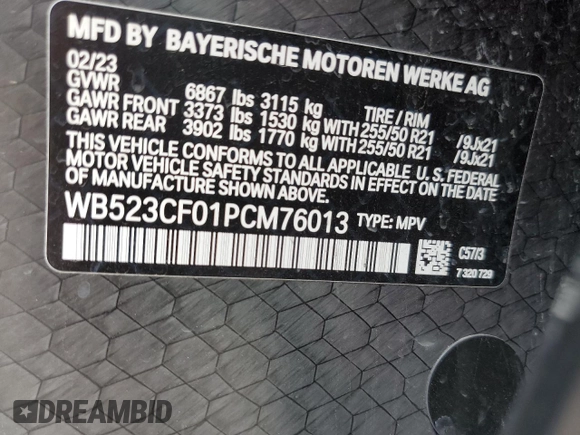 MFD BY BAYERISCHE MOTOREN WERKE AG
02/23
GVWR 6867 lbs 3115 kg TIRE / RIM
GAWR FRONT 3373 lbs 1530 kg WITH 255/50 R21 /9Jx21
GAWR REAR 3902 lbs 1770 kg WITH 255/50 R21 /9Jx21
THIS VEHICLE CONFORMS TO ALL APPLICABLE U. S. FEDERAL
MOTOR VEHICLE SAFETY STANDARDS IN EFFECT ON THE DATE
OF MANUFACTURE SHOWN ABOVE.
WB523CF01PCM76013 TYPE: MPV
C57/3
7 320 729
DREAMBID